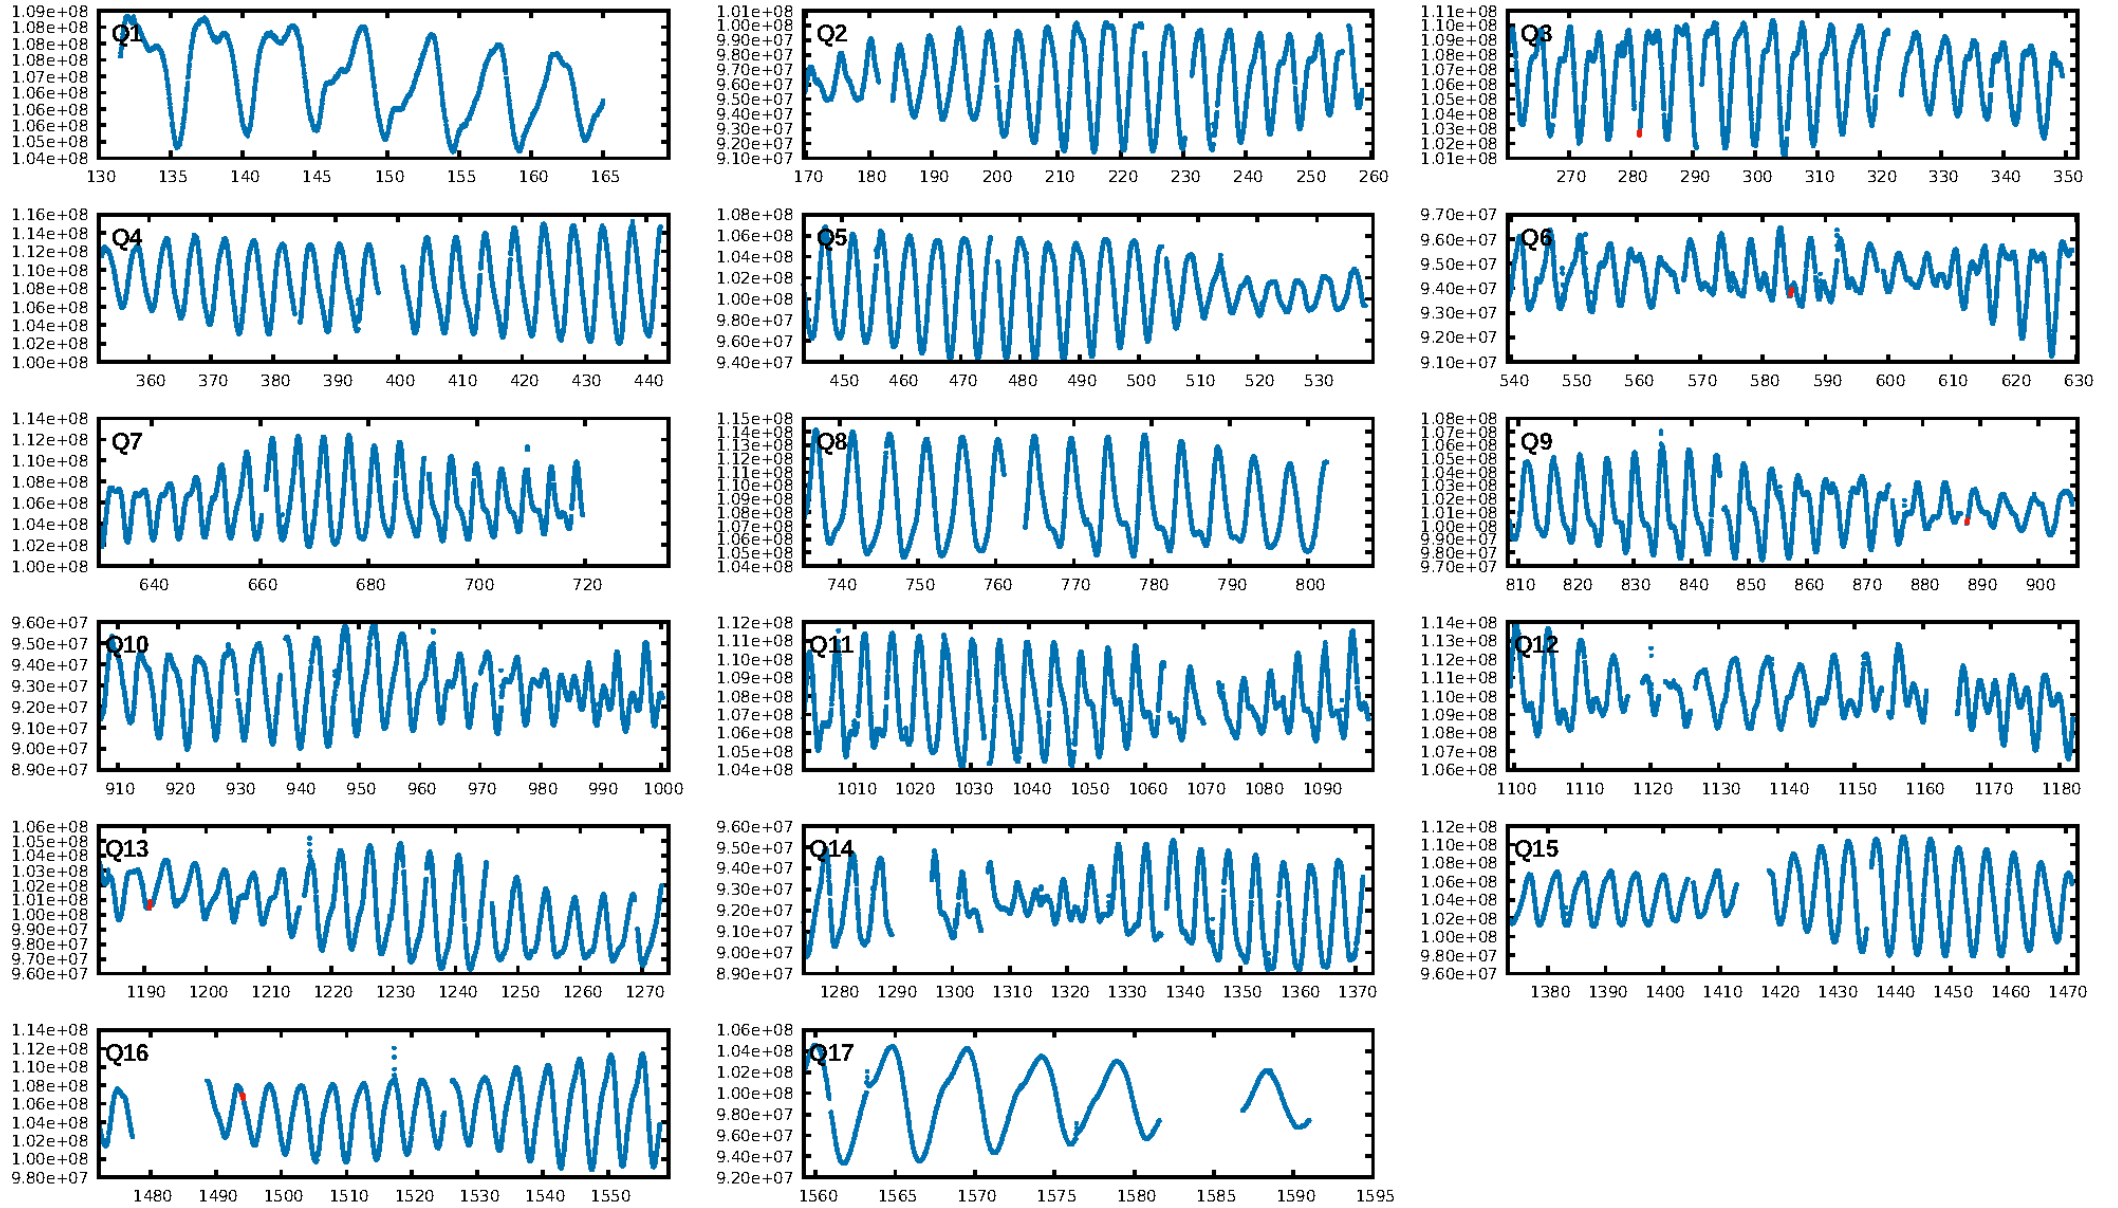 1.09e+08
1.08e+08
1.08e+08
1.08e+08
1.07e+08
1.06e+08
1.06e+08
1.06e+08
1.05e+08
1.04e+08
Q1
130 135 140 145 150 155 160 165
1.01e+08
1.00e+08
9.90e+07
9.80e+07
9.70e+07
9.60e+07
9.50e+07
9.40e+07
9.30e+07
9.20e+07
9.10e+07
Q2
170 180 190 200 210 220 230 240 250 260
1.11e+08
1.10e+08
1.09e+08
1.08e+08
1.07e+08
1.06e+08
1.05e+08
1.04e+08
1.03e+08
1.02e+08
1.01e+08
Q3
270 280 290 300 310 320 330 340 350
1.16e+08
1.14e+08
1.12e+08
1.10e+08
1.08e+08
1.06e+08
1.04e+08
1.02e+08
1.00e+08
Q4
360 370 380 390 400 410 420 430 440
1.08e+08
1.06e+08
1.04e+08
1.02e+08
1.00e+08
9.80e+07
9.60e+07
9.40e+07
Q5
450 460 470 480 490 500 510 520 530
9.70e+07
9.60e+07
9.50e+07
9.40e+07
9.30e+07
9.20e+07
9.10e+07
Q6
540 550 560 570 580 590 600 610 620 630
1.14e+08
1.12e+08
1.10e+08
1.08e+08
1.06e+08
1.04e+08
1.02e+08
1.00e+08
Q7
640 660 680 700 720
1.15e+08
1.14e+08
1.13e+08
1.12e+08
1.11e+08
1.10e+08
1.09e+08
1.08e+08
1.07e+08
1.06e+08
1.05e+08
1.04e+08
Q8
740 750 760 770 780 790 800
1.08e+08
1.07e+08
1.06e+08
1.05e+08
1.04e+08
1.03e+08
1.02e+08
1.01e+08
1.00e+08
9.90e+07
9.80e+07
9.70e+07
Q9
810 820 830 840 850 860 870 880 890 900
9.60e+07
9.50e+07
9.40e+07
9.30e+07
9.20e+07
9.10e+07
9.00e+07
8.90e+07
Q10
910 920 930 940 950 960 970 980 990 1000
1.12e+08
1.11e+08
1.10e+08
1.09e+08
1.08e+08
1.07e+08
1.06e+08
1.05e+08
1.04e+08
Q11
1010 1020 1030 1040 1050 1060 1070 1080 1090
1.14e+08
1.13e+08
1.12e+08
1.11e+08
1.10e+08
1.09e+08
1.08e+08
1.07e+08
1.06e+08
Q12
1100 1110 1120 1130 1140 1150 1160 1170 1180
1.06e+08
1.05e+08
1.04e+08
1.03e+08
1.02e+08
1.01e+08
1.00e+08
9.90e+07
9.80e+07
9.70e+07
9.60e+07
Q13
1190 1200 1210 1220 1230 1240 1250 1260 1270
9.60e+07
9.50e+07
9.40e+07
9.30e+07
9.20e+07
9.10e+07
9.00e+07
8.90e+07
Q14
1280 1290 1300 1310 1320 1330 1340 1350 1360 1370
1.12e+08
1.10e+08
1.08e+08
1.06e+08
1.04e+08
1.02e+08
1.00e+08
9.80e+07
9.60e+07
Q15
1380 1390 1400 1410 1420 1430 1440 1450 1460 1470
1.14e+08
1.12e+08
1.10e+08
1.08e+08
1.06e+08
1.04e+08
1.02e+08
1.00e+08
9.80e+07
Q16
1480 1490 1500 1510 1520 1530 1540 1550
1.06e+08
1.04e+08
1.02e+08
1.00e+08
9.80e+07
9.60e+07
9.40e+07
9.20e+07
Q17
1560 1565 1570 1575 1580 1585 1590 1595